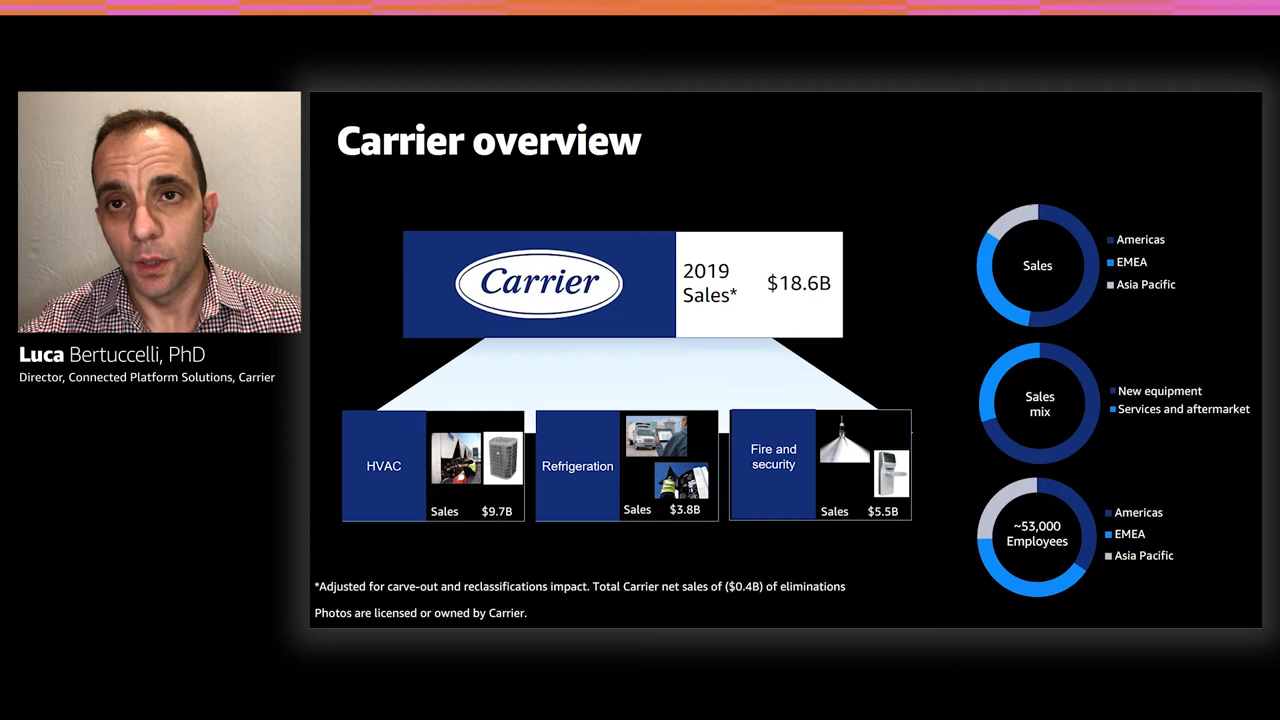 Carrier overview
Carrier
2019
Sales*
$18.6B
HVAC
Sales $9.7B
Refrigeration
Sales $3.8B
Fire and
security
Sales $5.5B
Sales
Americas
EMEA
Asia Pacific
Sales
mix
New equipment
Services and aftermarket
~53,000
Employees
Americas
EMEA
Asia Pacific
*Adjusted for carve-out and reclassifications impact. Total Carrier net sales of ($0.4B) of eliminations
Photos are licensed or owned by Carrier.
Luca Bertuccelli, PhD
Director, Connected Platform Solutions, Carrier